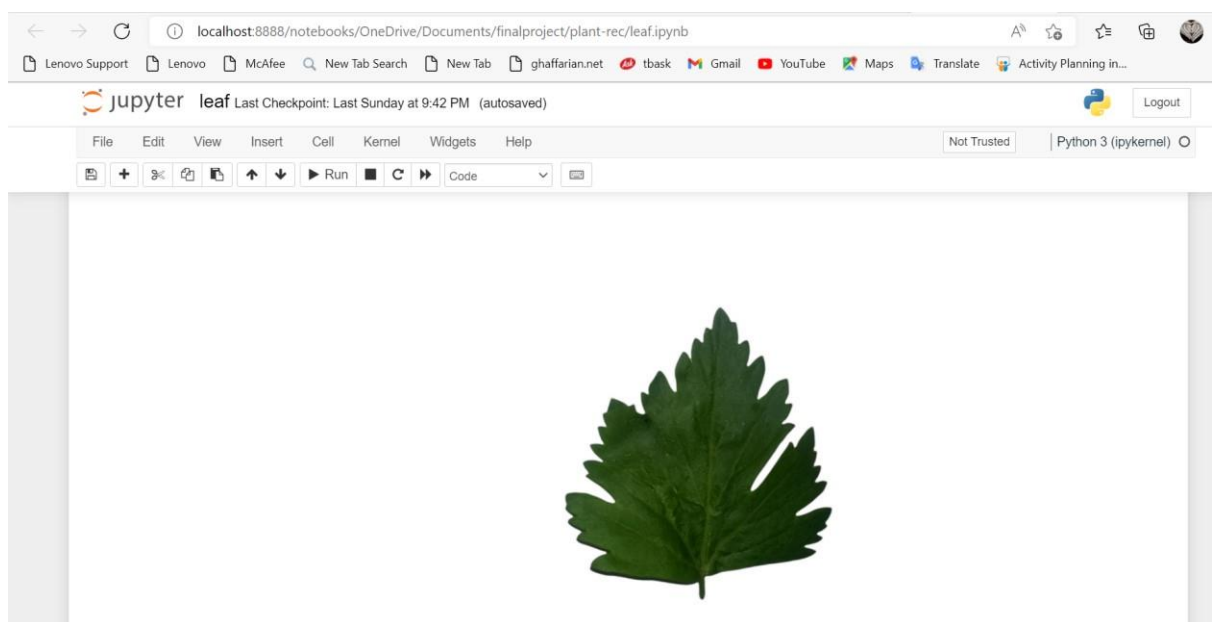 localhost:8888/notebooks/OneDrive/Documents/finalproject/plant-rec/leaf.ipynb
Lenovo Support Lenovo McAfee New Tab Search New Tab ghaffarian.net tbask Gmail YouTube Maps Translate Activity Planning in...
jupyter leaf Last Checkpoint: Last Sunday at 9:42 PM (autosaved) Logout
File Edit View Insert Cell Kernel Widgets Help Not Trusted Python 3 (ipykernel)
Run Code